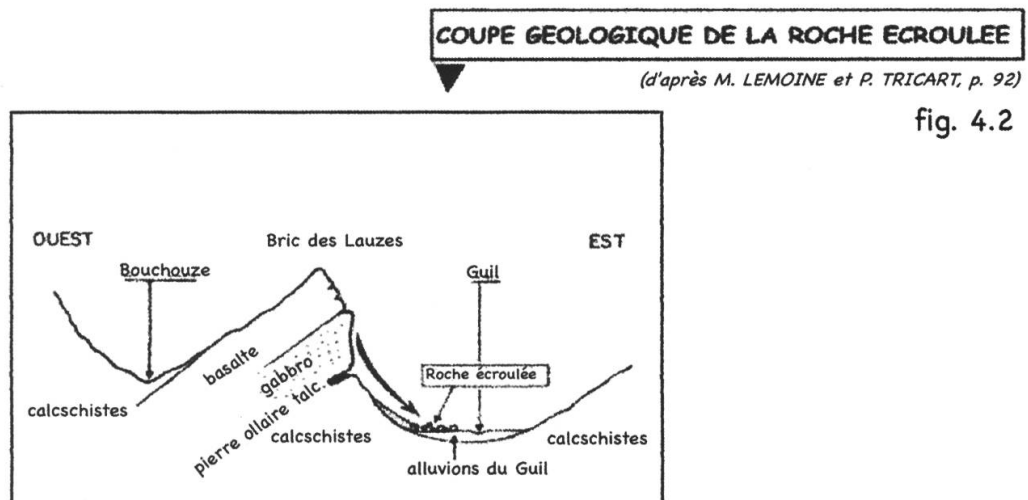 COUPE GEOLOGIQUE DE LA ROCHE ECROULEE
(d'après M. LEMOINE et P. TRICART, p. 92)
fig. 4.2
OUEST
Bric des Lauzes
EST
Bouchouze
Guil
basalte
gabbro
Roche écroulée
pierre ollaire talc.
calcschistes
calcschistes
calcschistes
alluvions du Guil